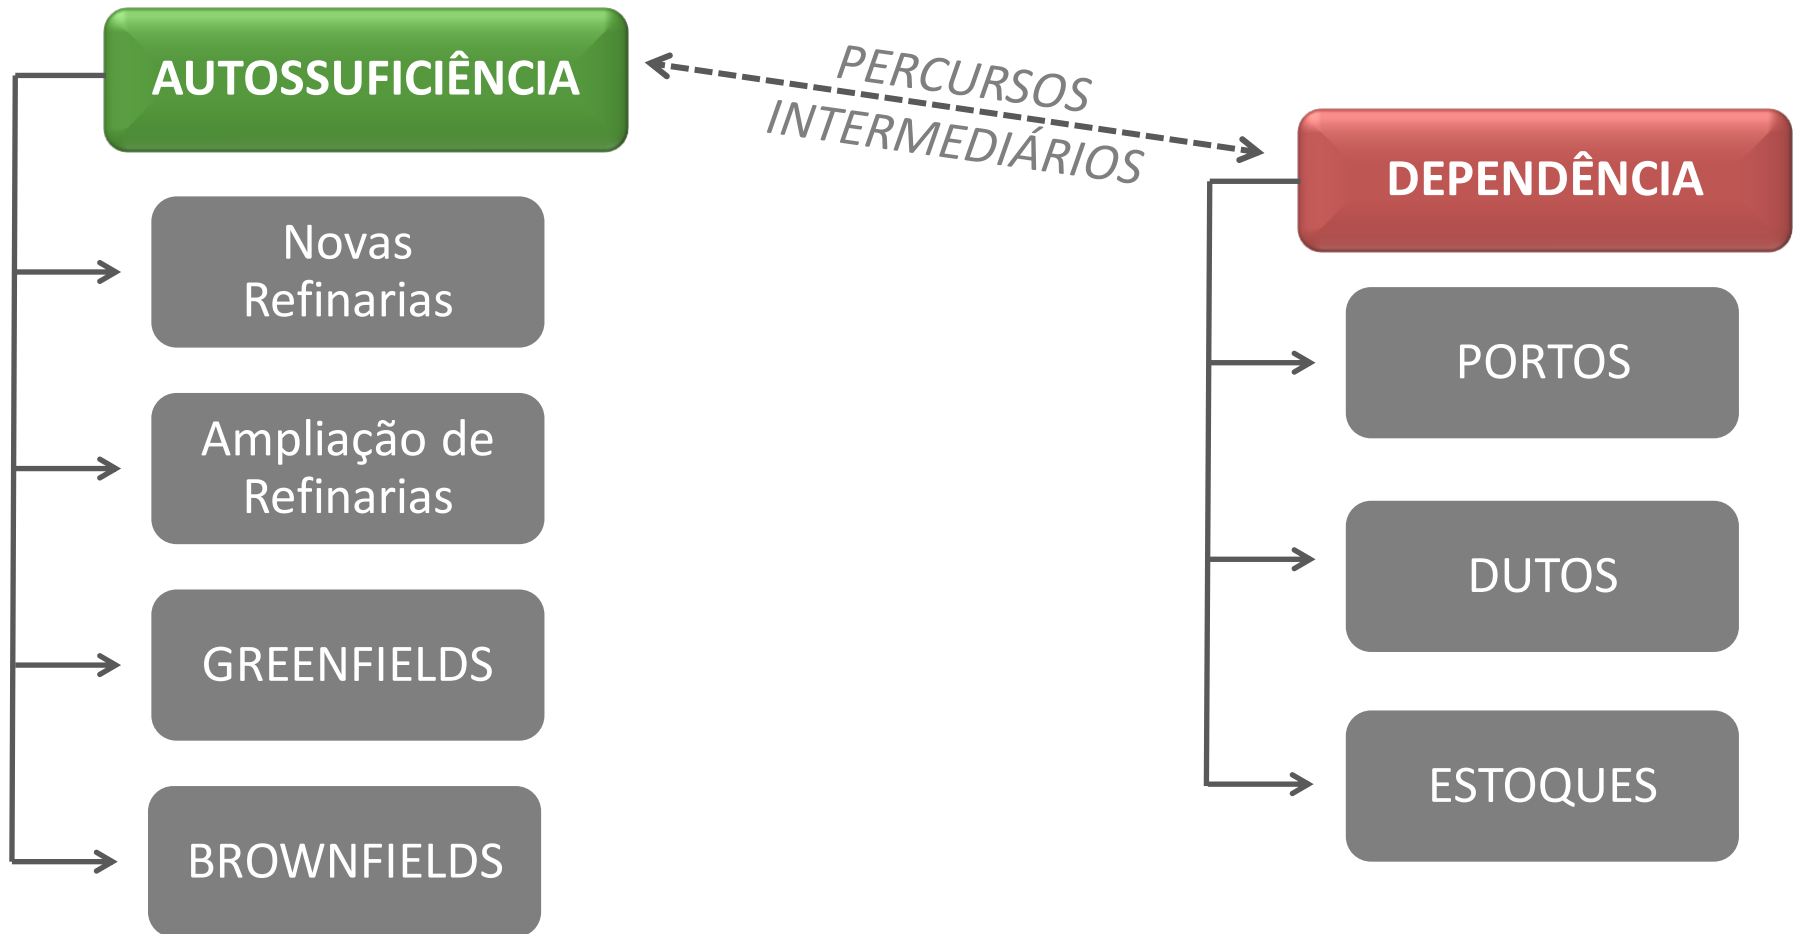 AUTOSSUFICIÊNCIA
Novas
Refinarias
Ampliação de
Refinarias
GREENFIELDS
BROWNFIELDS
PERCURSOS
INTERMEDIÁRIOS
DEPENDÊNCIA
PORTOS
DUTOS
ESTOQUES